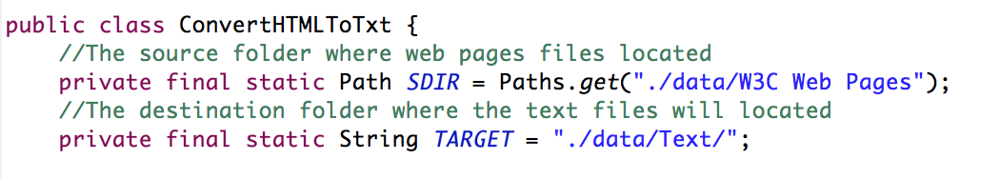 public class ConvertHTMLToTxt {
    //The source folder where web pages files located
    private final static Path SDIR = Paths.get("./data/W3C Web Pages");
    //The destination folder where the text files will located
    private final static String TARGET = "./data/Text/";